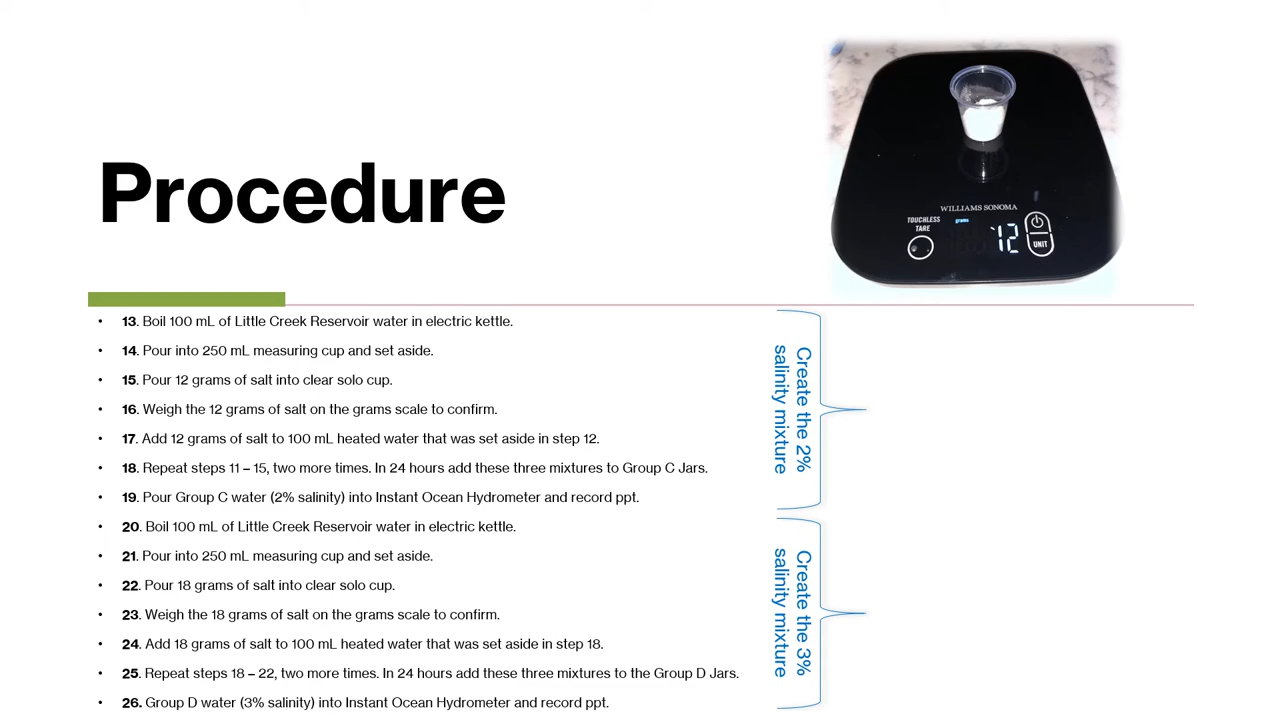 WILLIAMS SONOMA
TOUCHLESS
TARE
grams
12
UNIT
Procedure
• 13. Boil 100 mL of Little Creek Reservoir water in electric kettle.
• 14. Pour into 250 mL measuring cup and set aside.
• 15. Pour 12 grams of salt into clear solo cup.
• 16. Weigh the 12 grams of salt on the grams scale to confirm.
• 17. Add 12 grams of salt to 100 mL heated water that was set aside in step 12.
• 18. Repeat steps 11 – 15, two more times. In 24 hours add these three mixtures to Group C Jars.
• 19. Pour Group C water (2% salinity) into Instant Ocean Hydrometer and record ppt.
Create the 2%
salinity mixture
• 20. Boil 100 mL of Little Creek Reservoir water in electric kettle.
• 21. Pour into 250 mL measuring cup and set aside.
• 22. Pour 18 grams of salt into clear solo cup.
• 23. Weigh the 18 grams of salt on the grams scale to confirm.
• 24. Add 18 grams of salt to 100 mL heated water that was set aside in step 18.
• 25. Repeat steps 18 – 22, two more times. In 24 hours add these three mixtures to the Group D Jars.
• 26. Group D water (3% salinity) into Instant Ocean Hydrometer and record ppt.
Create the 3%
salinity mixture